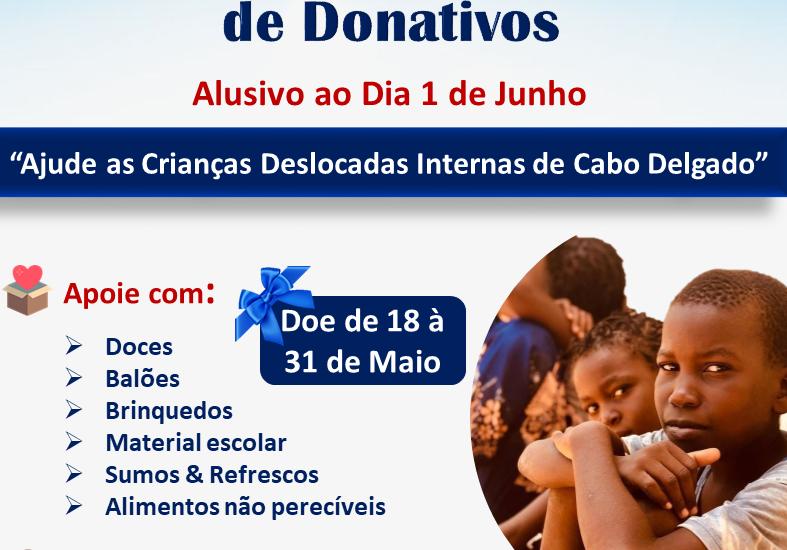 de Donativos
Alusivo ao Dia 1 de Junho
“Ajude as Crianças Deslocadas Internas de Cabo Delgado”
Apoie com:
Doces
Balões
Brinquedos
Material escolar
Sumos & Refrescos
Alimentos não perecíveis
Doe de 18 à
31 de Maio